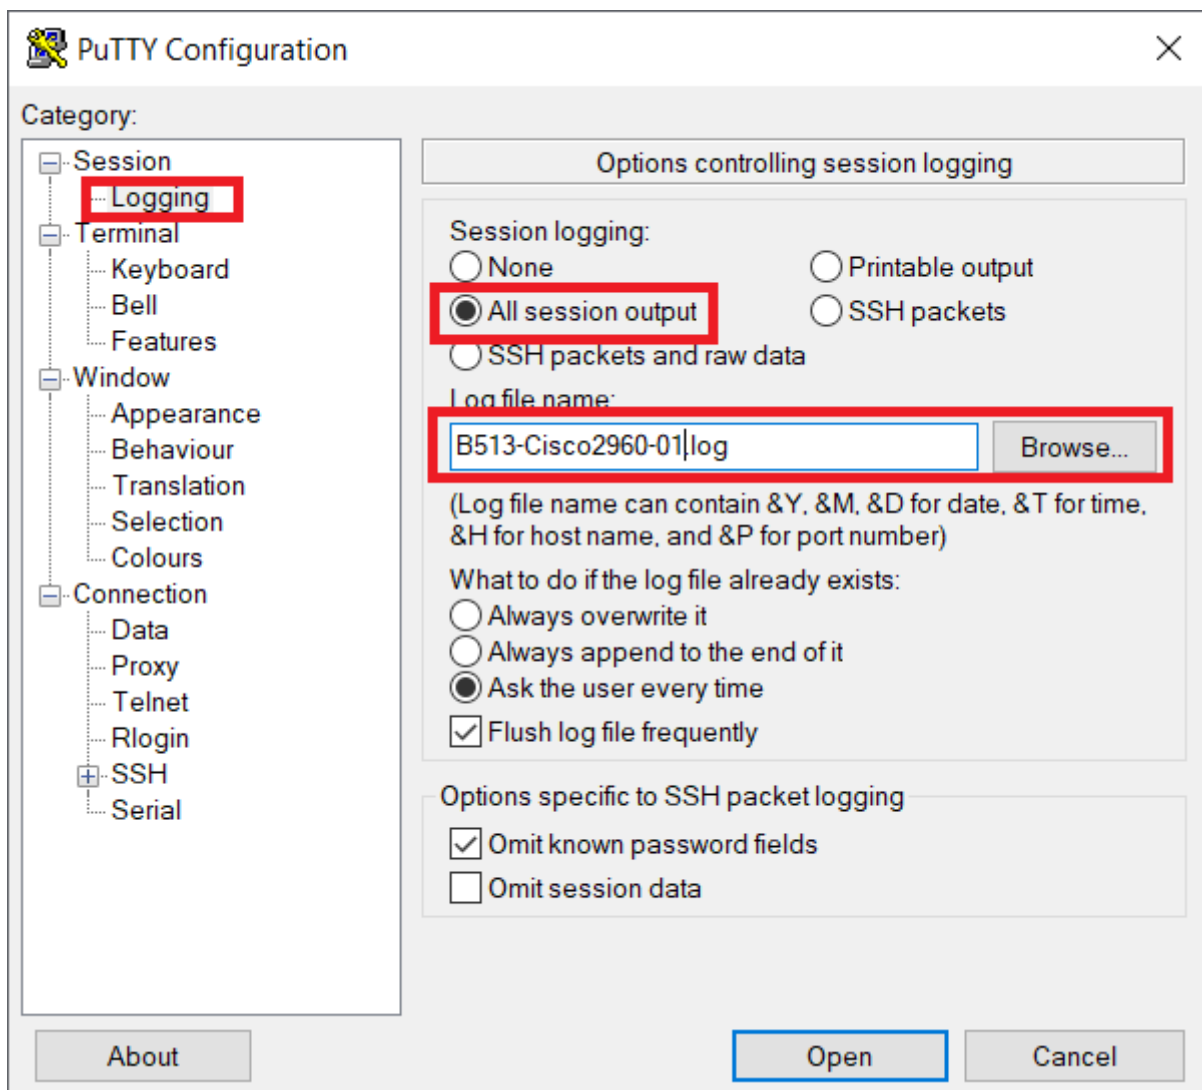 PuTTY Configuration
Category:
Session
Logging
Terminal
Keyboard
Bell
Features
Window
Appearance
Behaviour
Translation
Selection
Colours
Connection
Data
Proxy
Telnet
Rlogin
SSH
Serial
Options controlling session logging
Session logging:
None
Printable output
All session output
SSH packets
SSH packets and raw data
Log file name:
B513-Cisco2960-01.log
Browse...
(Log file name can contain &Y, &M, &D for date, &T for time,
&H for host name, and &P for port number)
What to do if the log file already exists:
Always overwrite it
Always append to the end of it
Ask the user every time
Flush log file frequently
Options specific to SSH packet logging
Omit known password fields
Omit session data
About
Open
Cancel